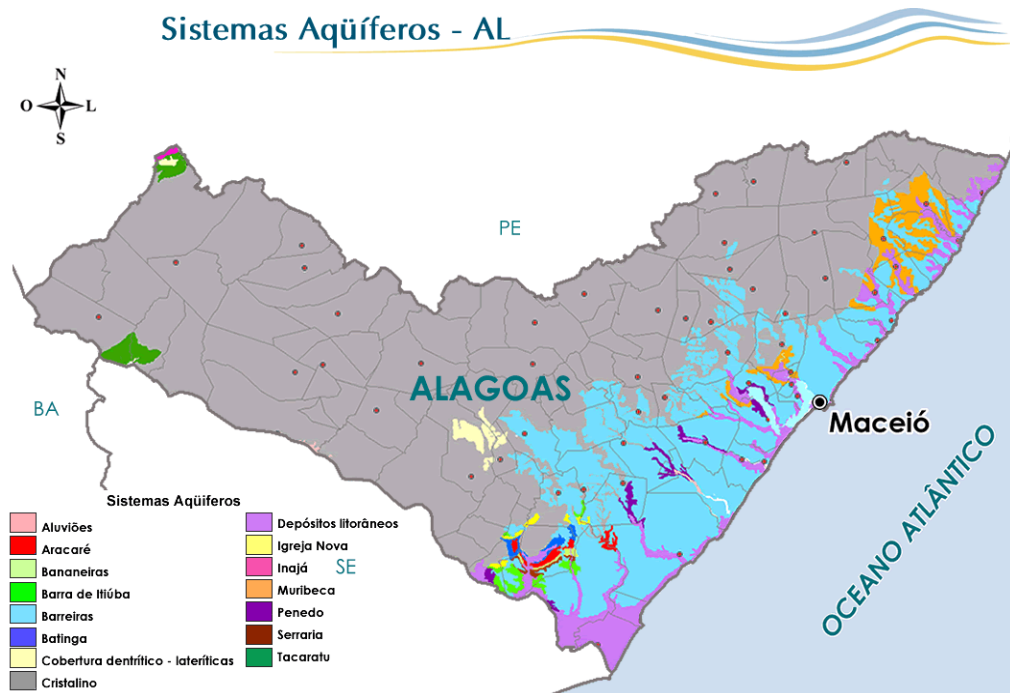 Sistemas Aqüíferos - AL
N
O
L
S
PE
ALAGOAS
BA
Maceió
OCEANO ATLÂNTICO
SE
Sistemas Aqüiferos
Aluviões
Aracaré
Bananeiras
Barra de Itiúba
Barreiras
Batinga
Cobertura dentrítico - lateríticas
Cristalino
Depósitos litorâneos
Igreja Nova
Inajá
Muribeca
Penedo
Serraria
Tacaratu